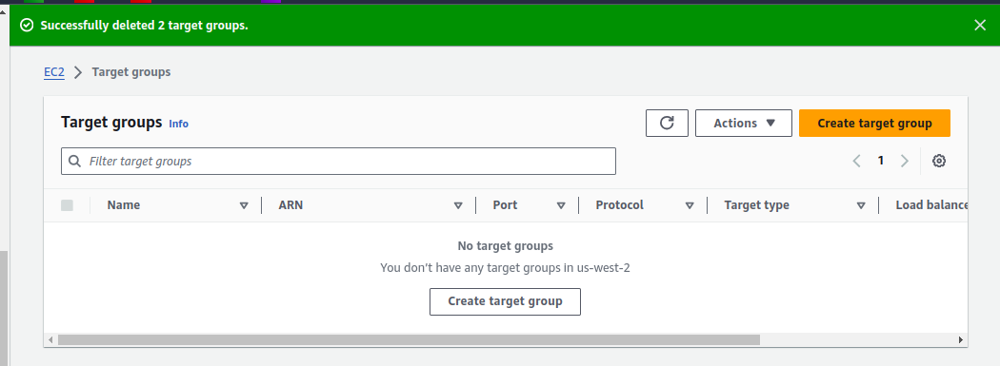 Successfully deleted 2 target groups.
EC2 Target groups
Target groups Info Actions Create target group
Filter target groups 1
Name ARN Port Protocol Target type Load balance
No target groups
You don't have any target groups in us-west-2
Create target group